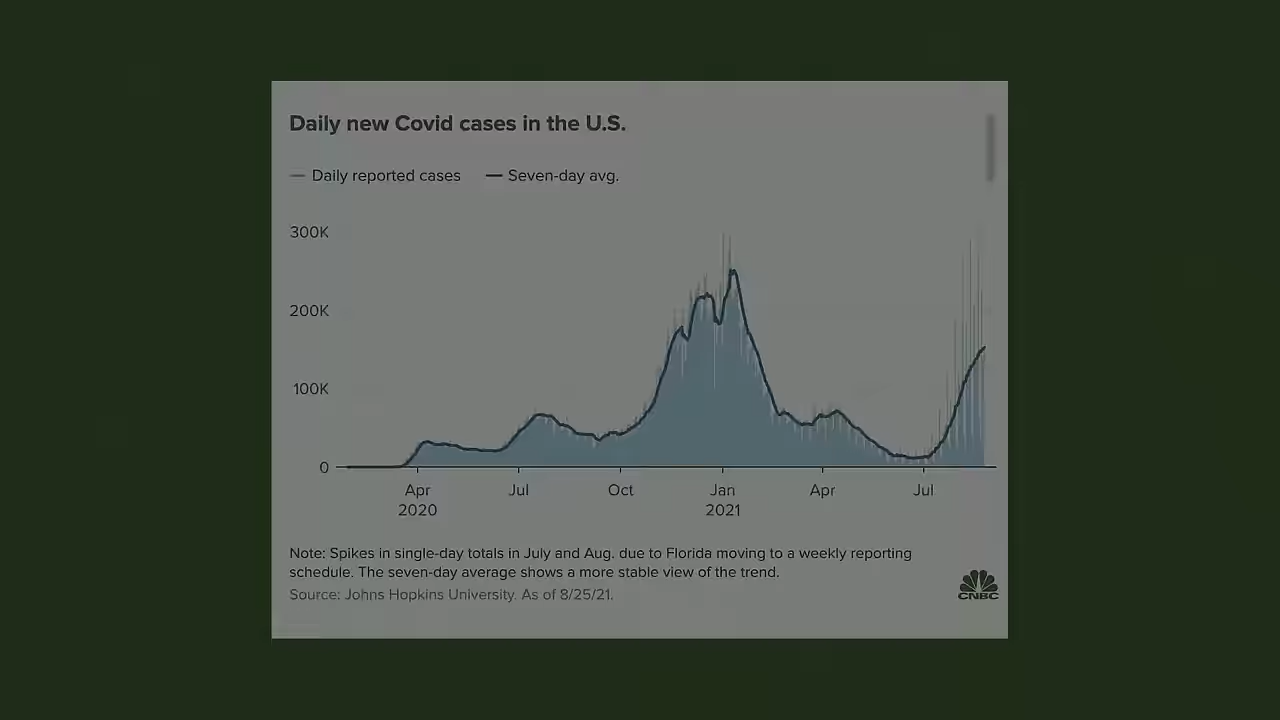 Daily new Covid cases in the U.S.
Daily reported cases Seven-day avg.
300K
200K
100K
0
Apr Jul Oct Jan Apr Jul
2020 2021
Note: Spikes in single-day totals in July and Aug. due to Florida moving to a weekly reporting
schedule. The seven-day average shows a more stable view of the trend.
Source: Johns Hopkins University. As of 8/25/21.
CNBC